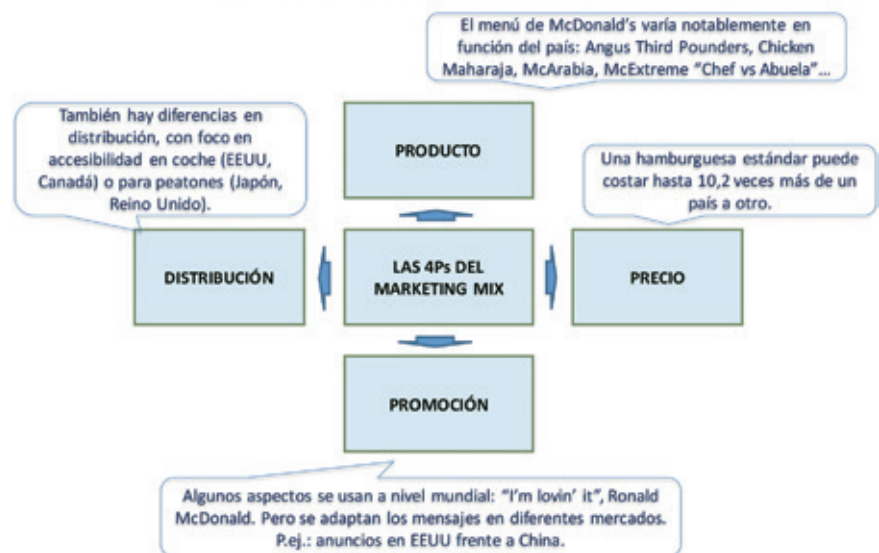 El menú de McDonald’s varía notablemente en
función del país: Angus Third Pounders, Chicken
Maharaja, McArabia, McExtreme “Chef vs Abuela”...
También hay diferencias en
distribución, con foco en
accesibilidad en coche (EEUU,
Canadá) o para peatones (Japón,
Reino Unido).
PRODUCTO
Una hamburguesa estándar puede
costar hasta 10,2 veces más de un
país a otro.
DISTRIBUCIÓN
LAS 4Ps DEL
MARKETING MIX
PRECIO
PROMOCIÓN
Algunos aspectos se usan a nivel mundial: “I’m lovin’ it”, Ronald
McDonald. Pero se adaptan los mensajes en diferentes mercados.
P.ej.: anuncios en EEUU frente a China.